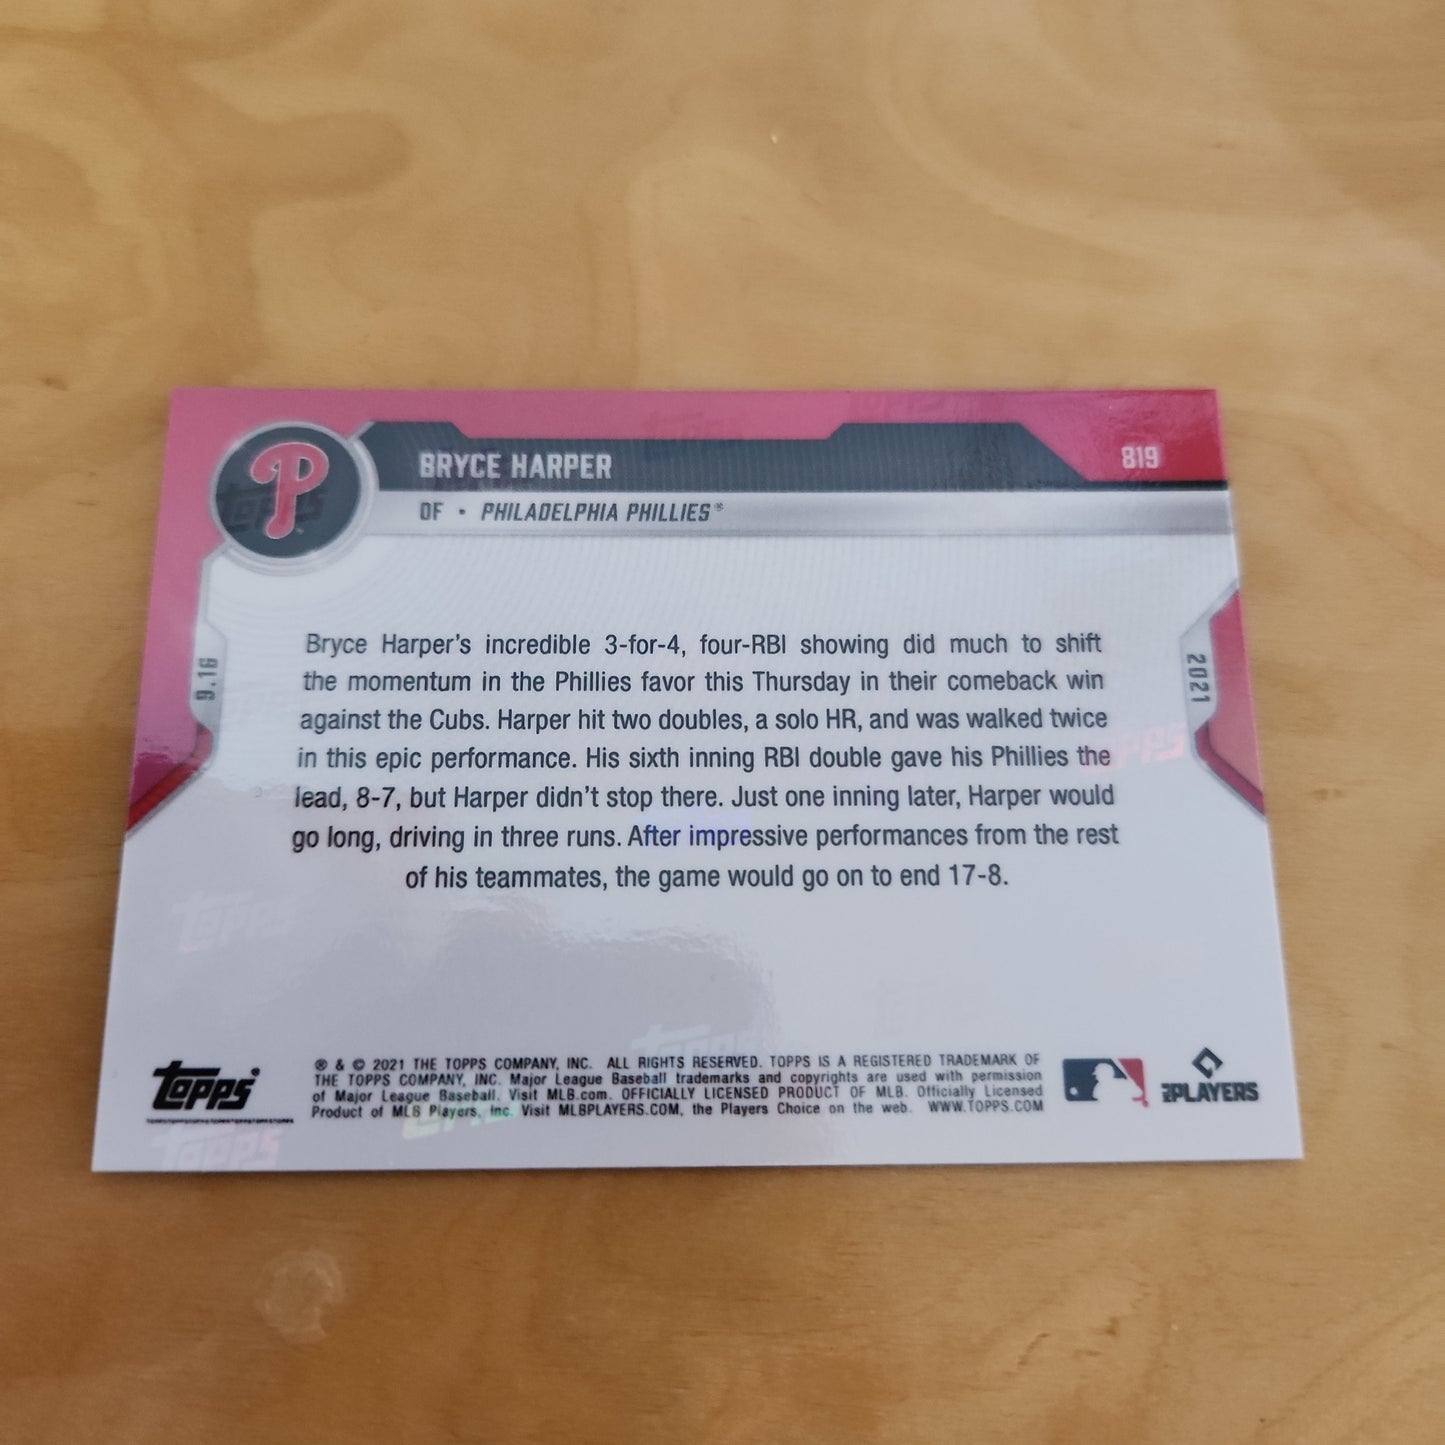 BRYCE HARPER
819
OF • PHILADELPHIA PHILLIES®
9.16
2021
Bryce Harper's incredible 3-for-4, four-RBI showing did much to shift
the momentum in the Phillies favor this Thursday in their comeback win
against the Cubs. Harper hit two doubles, a solo HR, and was walked twice
in this epic performance. His sixth inning RBI double gave his Phillies the
lead, 8-7, but Harper didn't stop there. Just one inning later, Harper would
go long, driving in three runs. After impressive performances from the rest
of his teammates, the game would go on to end 17-8.
Topps
® & © 2021 THE TOPPS COMPANY, INC. ALL RIGHTS RESERVED. TOPPS IS A REGISTERED TRADEMARK OF
THE TOPPS COMPANY, INC. Major League Baseball trademarks and copyrights are used with permission
of Major League Baseball. Visit MLB.com. OFFICIALLY LICENSED PRODUCT OF MLB. Officially Licensed
Product of MLB Players, Inc. Visit MLBPLAYERS.COM, the Players Choice on the web. WWW.TOPPS.COM
PLAYERS